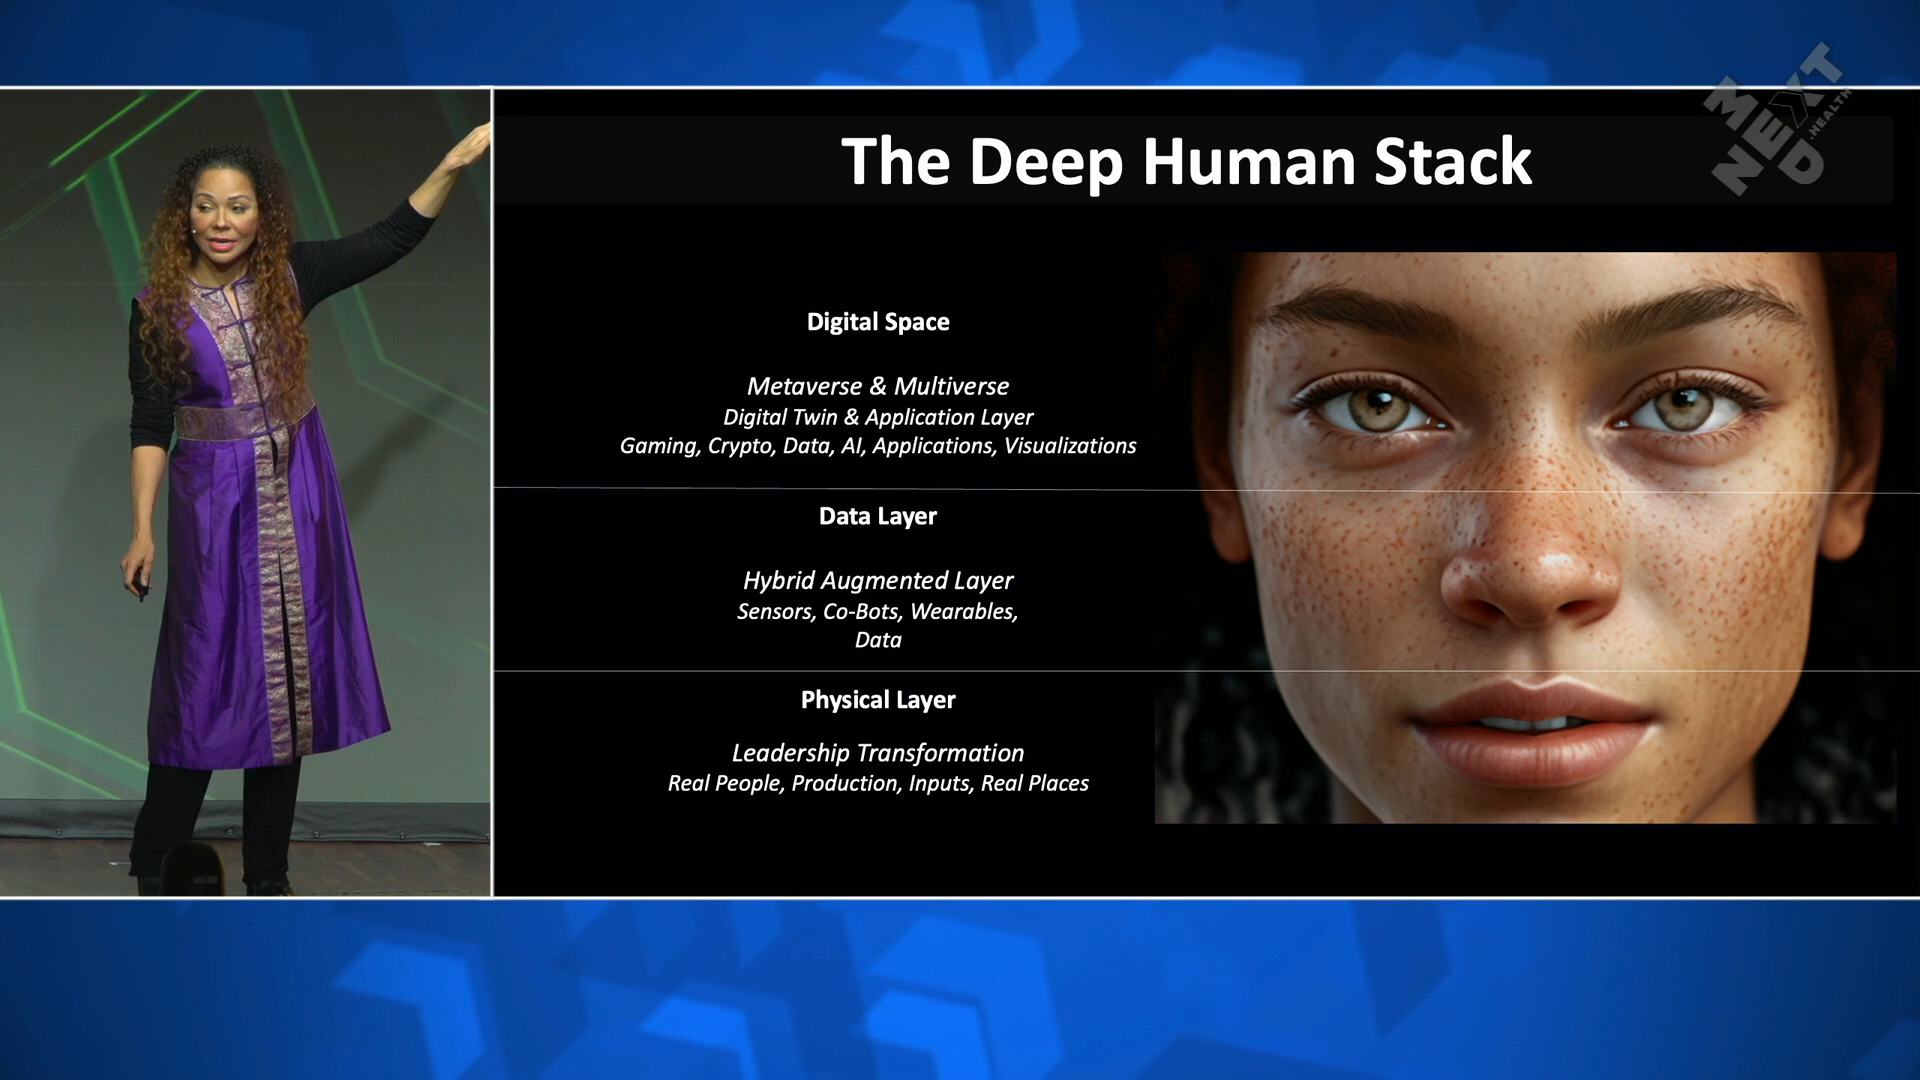 NEXT
MED
.HEALTH
The Deep Human Stack
Digital Space
Metaverse & Multiverse
Digital Twin & Application Layer
Gaming, Crypto, Data, AI, Applications, Visualizations
Data Layer
Hybrid Augmented Layer
Sensors, Co-Bots, Wearables,
Data
Physical Layer
Leadership Transformation
Real People, Production, Inputs, Real Places